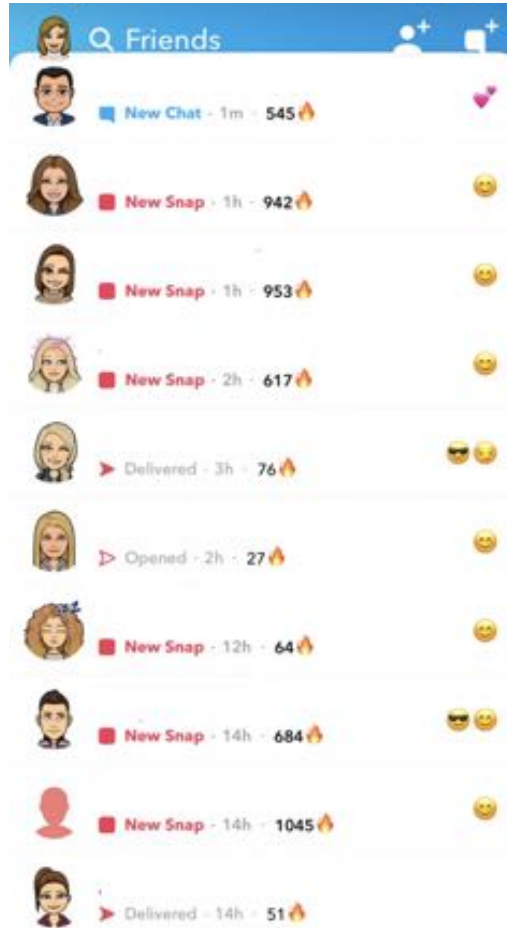 Friends
New Chat · 1m · 545🔥
New Snap · 1h · 942🔥
New Snap · 1h · 953🔥
New Snap · 2h · 617🔥
Delivered · 3h · 76🔥
Opened · 2h · 27🔥
New Snap · 12h · 64🔥
New Snap · 14h · 684🔥
New Snap · 14h · 1045🔥
Delivered · 14h · 51🔥